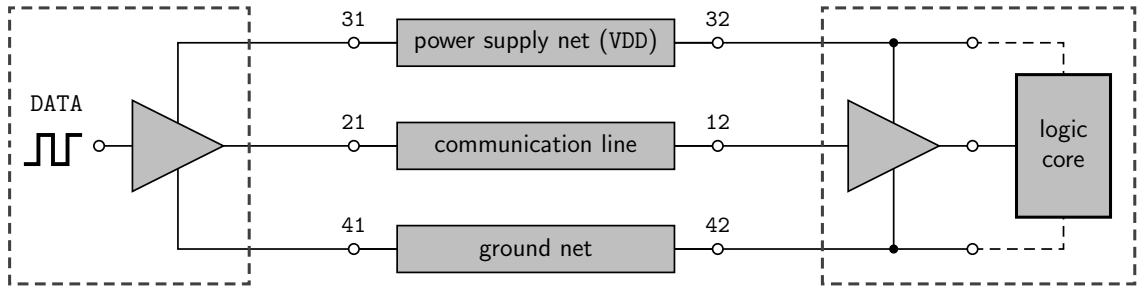 31
power supply net (VDD)
32
DATA
21
communication line
12
logic
core
41
ground net
42